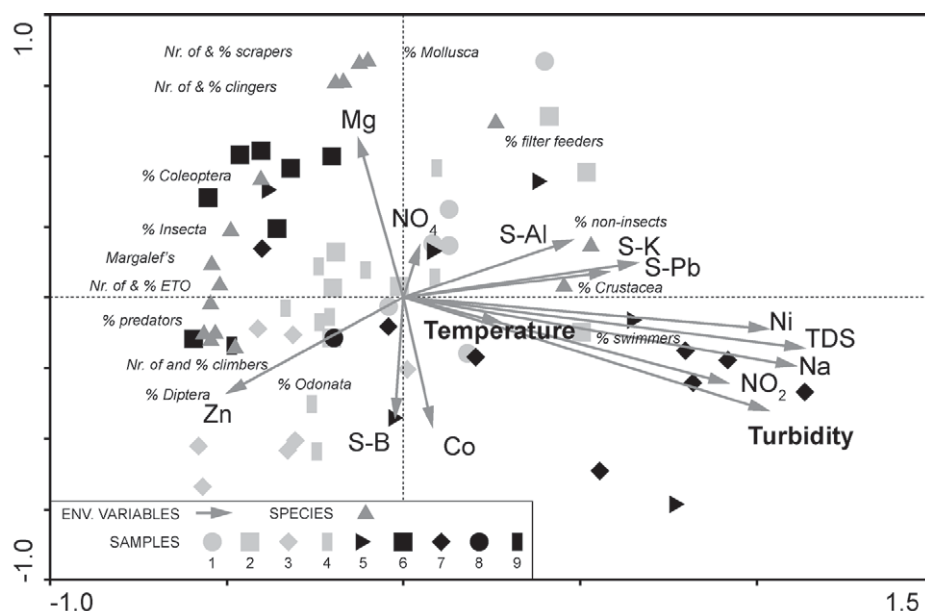 1.0
Nr. of & % scrapers
% Mollusca
Nr. of & % clingers
Mg
% filter feeders
% Coleoptera
NO4
% non-insects
S-Al
% Insecta
S-K
Margalef's
S-Pb
Nr. of & % ETO
% Crustacea
% predators
Temperature
Ni
% swimmers
TDS
Nr. of and % climbers
Na
% Diptera
% Odonata
NO2
Zn
S-B
Co
Turbidity
ENV. VARIABLES SPECIES
SAMPLES
1 2 3 4 5 6 7 8 9
-1.0
-1.0 1.5